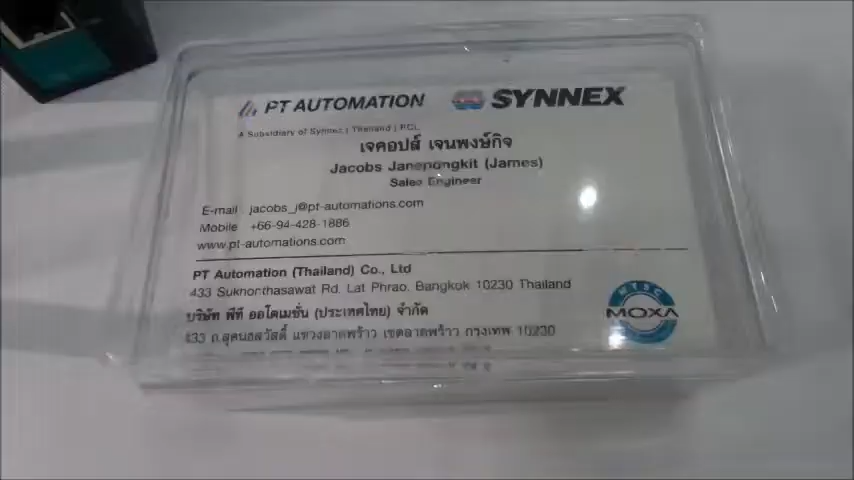 PT AUTOMATION SYNNEX
A Subsidiary of Synnex ( Thailand ) PCL
เจคอปส์ เจนพงษ์กิจ
Jacobs Janepongkit (James)
Sales Engineer
E-mail jacobs_j@pt-automations.com
Mobile +66-94-428-1886
www.pt-automations.com
PT Automation (Thailand) Co., Ltd
433 Sukhonthasawat Rd, Lat Phrao, Bangkok 10230 Thailand
บริษัท พีที ออโตเมชั่น (ประเทศไทย) จำกัด
433 ถ.สุคนธสวัสดิ์ แขวงลาดพร้าว เขตลาดพร้าว กรุงเทพ 10230
MTSC
MOXA